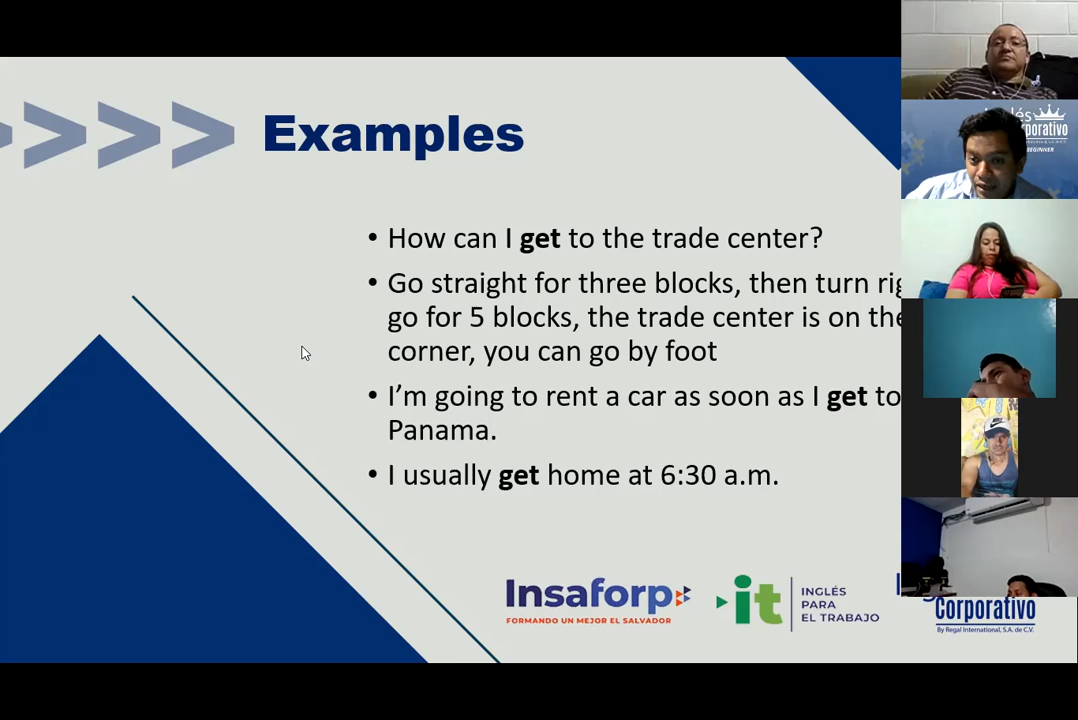 Examples
• How can I get to the trade center?
• Go straight for three blocks, then turn
go for 5 blocks, the trade center is on
corner, you can go by foot
• I’m going to rent a car as soon as I get to
Panama.
• I usually get home at 6:30 a.m.
Insaforp
FORMANDO UN MEJOR EL SALVADOR
it
INGLÉS
PARA
EL TRABAJO
Corporativo
By Regal International, S.A. de C.V.
BEGINNER